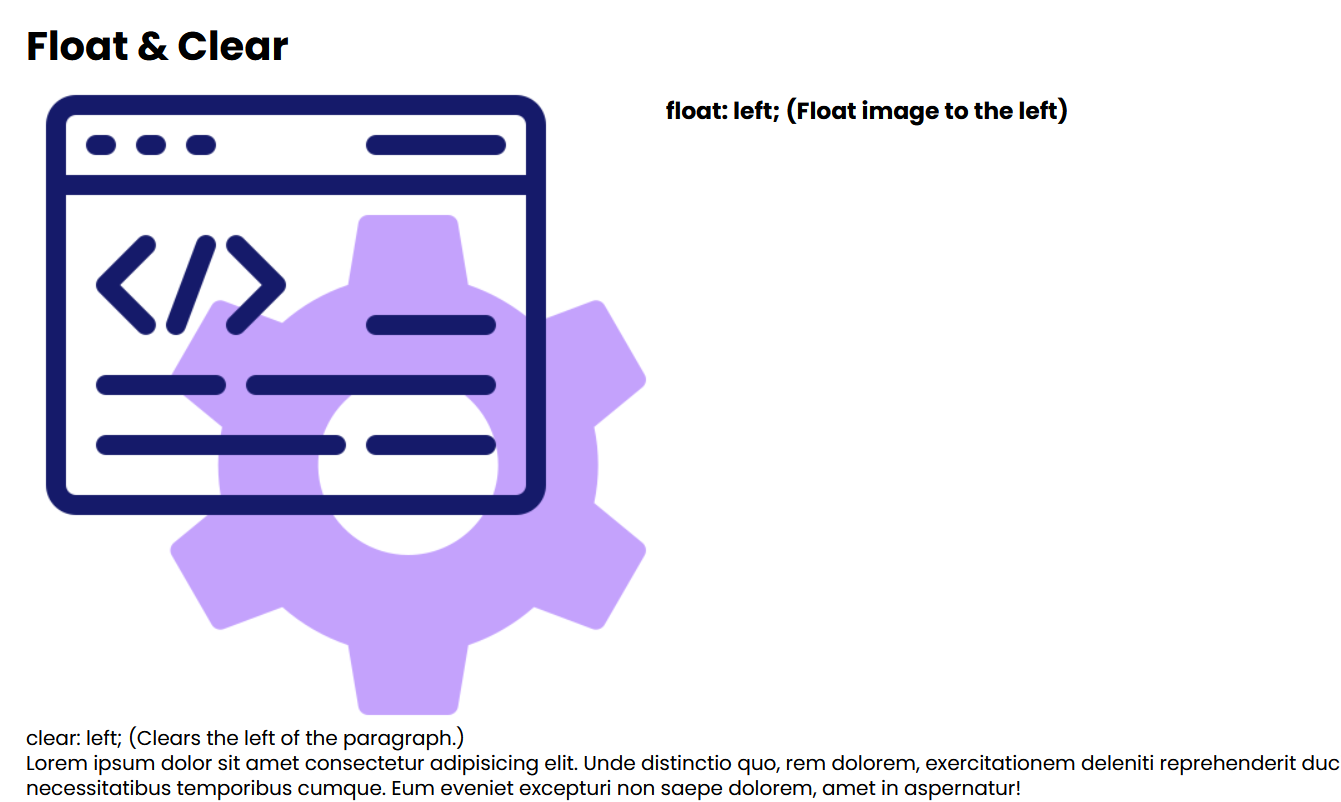 Float & Clear
float: left; (Float image to the left)
</>
clear: left; (Clears the left of the paragraph.)
Lorem ipsum dolor sit amet consectetur adipisicing elit. Unde distinctio quo, rem dolorem, exercitationem deleniti reprehenderit duc
necessitatibus temporibus cumque. Eum eveniet excepturi non saepe dolorem, amet in aspernatur!